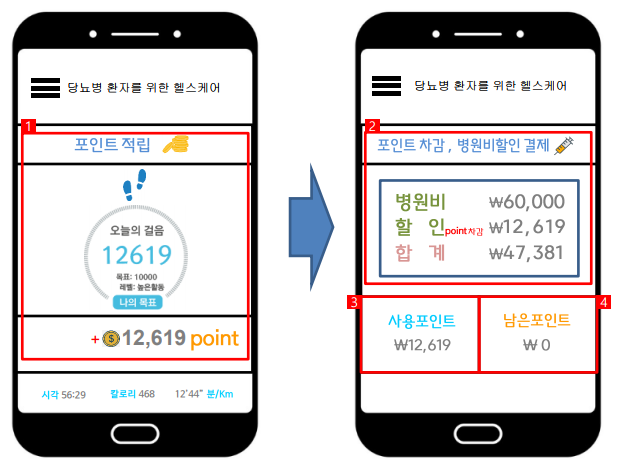 당뇨병 환자를 위한 헬스케어
1
포인트 적립
오늘의 걸음
12619
목표: 10000
레벨: 높은활동
나의 목표
+ $ 12,619 point
시각 56:29 칼로리 468 12'44" 분/Km
당뇨병 환자를 위한 헬스케어
2
포인트 차감 , 병원비할인 결제
병원비 ₩60,000
할 인 point 차감 ₩12,619
합 계 ₩47,381
3
사용포인트
₩12,619
4
남은포인트
₩ 0